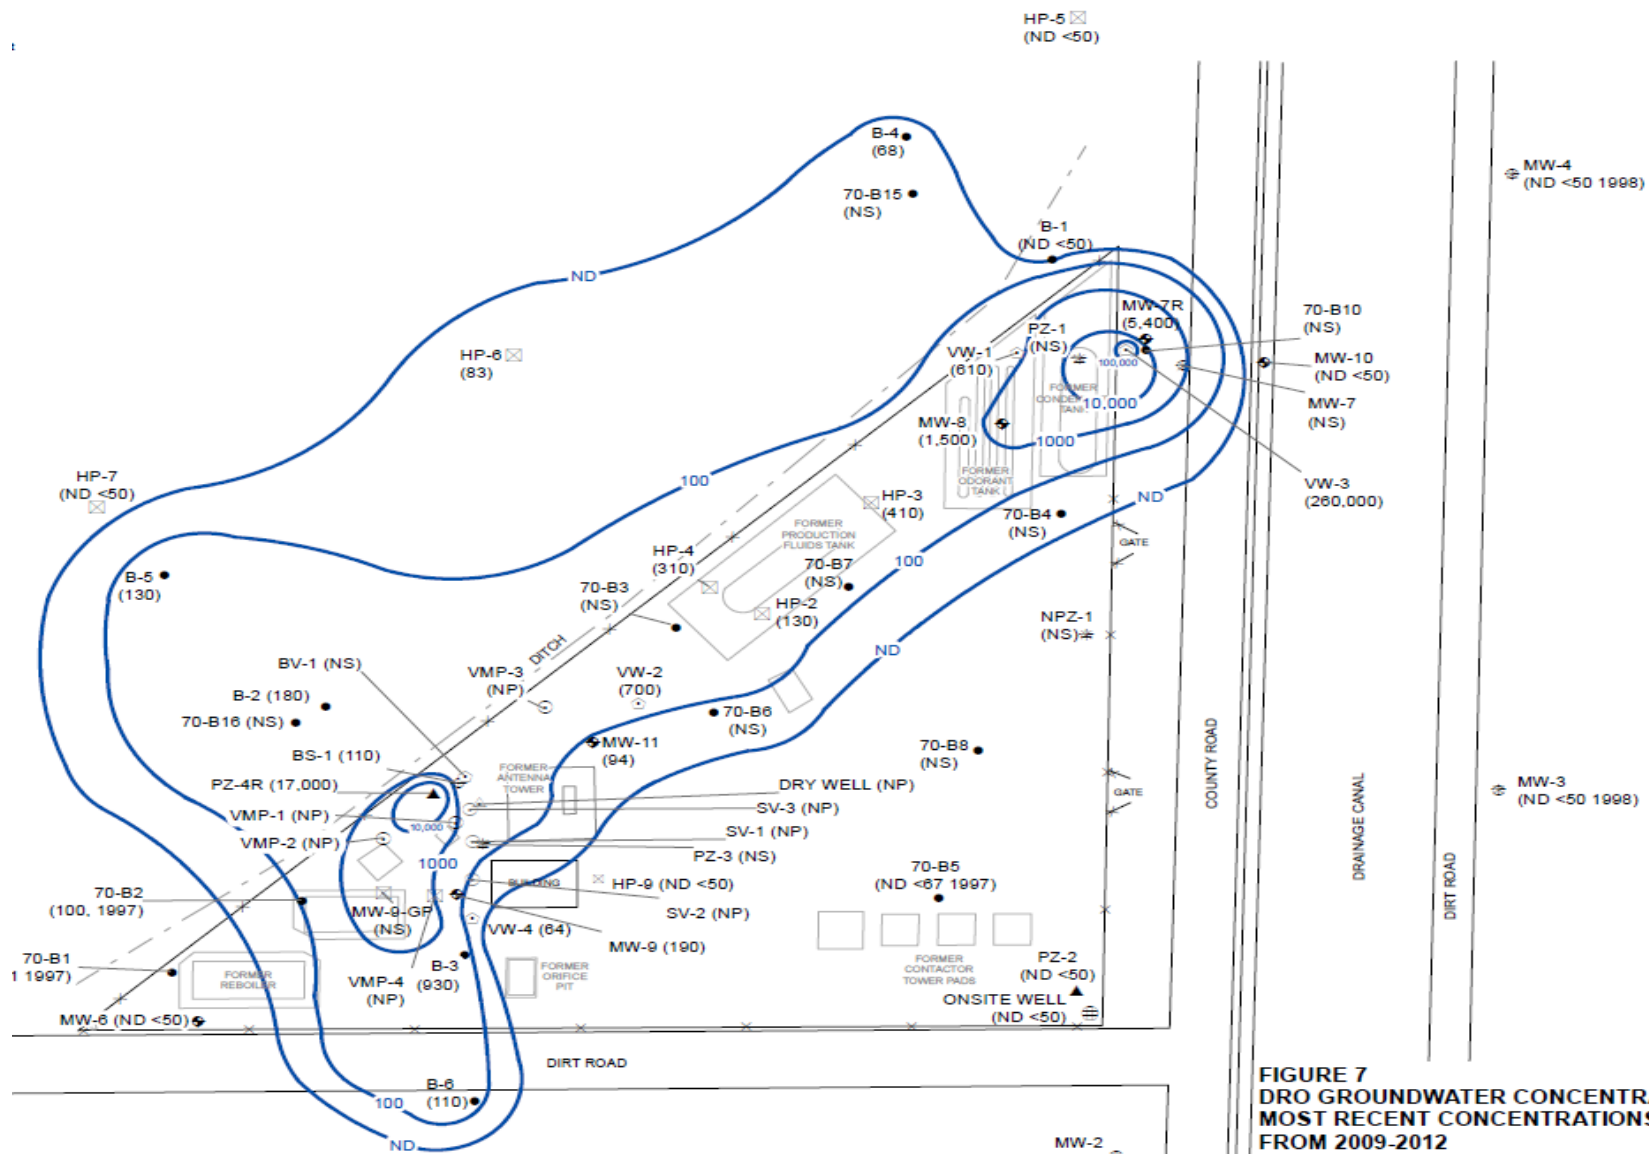 HP-5
(ND <50)
B-4
(68)
70-B15
(NS)
B-1
(ND <50)
MW-4
(ND <50 1998)
ND
MW-7R
(5,400)
70-B10
(NS)
PZ-1
(NS)
VW-1
(610)
HP-6
(83)
100,000
MW-10
(ND <50)
FORMER
TANK
10,000
MW-7
(NS)
MW-8
(1,500)
1000
HP-7
(ND <50)
100
FORMER
ODORANT
TANK
VW-3
(260,000)
ND
HP-3
(410)
70-B4
(NS)
FORMER
PRODUCTION
FLUIDS TANK
GATE
HP-4
(310)
70-B7
(NS)
100
B-5
(130)
70-B3
(NS)
HP-2
(130)
NPZ-1
(NS)
DITCH
ND
BV-1 (NS)
VMP-3
(NP)
VW-2
(700)
B-2 (180)
70-B16 (NS)
70-B6
(NS)
MW-11
(94)
70-B8
(NS)
BS-1 (110)
FORMER
ANTENNA
TOWER
PZ-4R (17,000)
DRY WELL (NP)
GATE
COUNTY ROAD
DRAINAGE CANAL
DIRT ROAD
MW-3
(ND <50 1998)
VMP-1 (NP)
SV-3 (NP)
10,000
VMP-2 (NP)
SV-1 (NP)
1000
PZ-3 (NS)
70-B5
(ND <67 1997)
70-B2
(100, 1997)
BUILDING
HP-9 (ND <50)
MW-9-GP
(NS)
SV-2 (NP)
VW-4 (64)
MW-9 (190)
70-B1
1 1997)
FORMER
REBOILER
VMP-4
(NP)
B-3
(930)
FORMER
ORIFICE
PIT
FORMER
CONTACTOR
TOWER PADS
PZ-2
(ND <50)
ONSITE WELL
(ND <50)
MW-6 (ND <50)
DIRT ROAD
B-6
(110)
100
ND
MW-2
FIGURE 7
DRO GROUNDWATER CONCENTRA
MOST RECENT CONCENTRATIONS
FROM 2009-2012